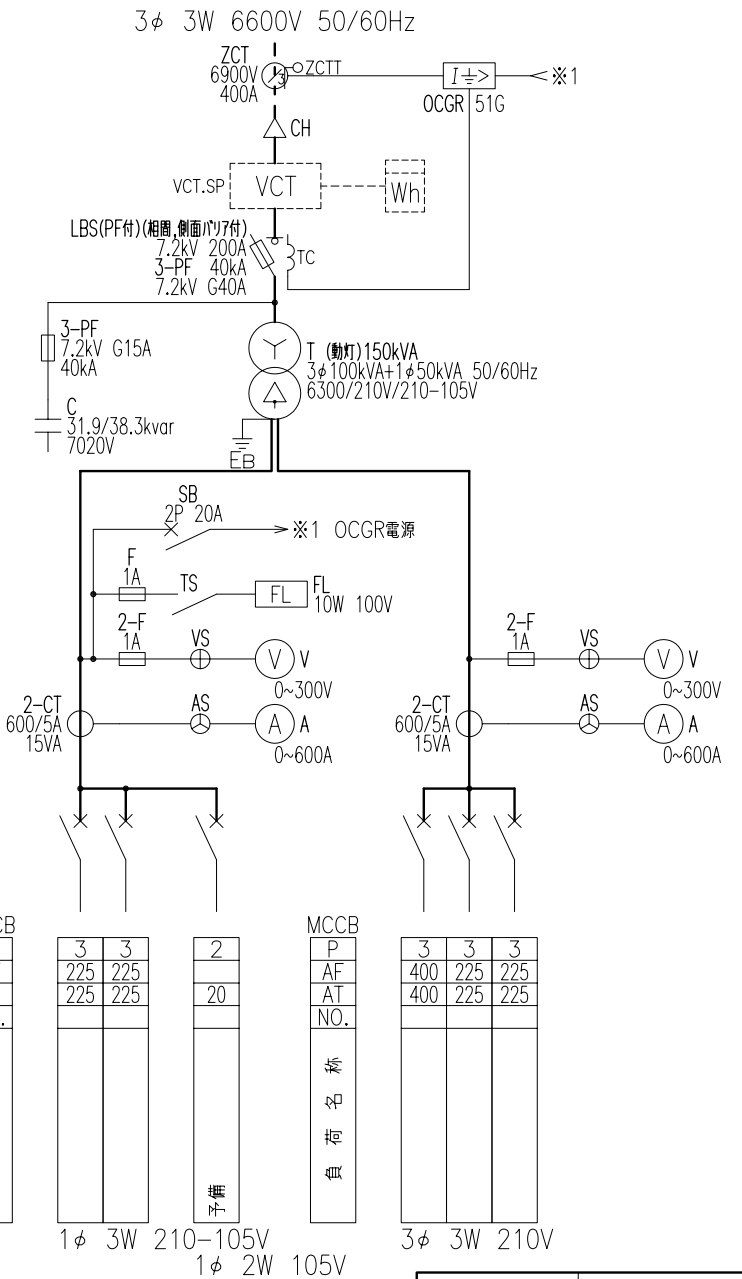 3φ 3W 6600V 50/60Hz
ZCT
6900V
400A
3
ZCTT
I >
※1
OCGR 51G
CH
VCT.SP
VCT
Wh
LBS(PF付)(相間,側面バリア付)
7.2kV 200A
3-PF 40kA
7.2kV G40A
TC
3-PF
7.2kV G15A
40kA
C
31.9/38.3kvar
7020V
T (動灯)150kVA
3φ100kVA+1φ50kVA 50/60Hz
6300/210V/210-105V
EB
SB
2P 20A
※1 OCGR電源
F
1A
TS
FL
FL
10W 100V
2-F
1A
VS
V
V
0~300V
2-CT
600/5A
15VA
AS
A
A
0~600A
2-F
1A
VS
V
V
0~300V
2-CT
600/5A
15VA
AS
A
A
0~600A
CB
3 3 2
225 225
225 225 20
.
予備
1φ 3W 210-105V
1φ 2W 105V
MCCB
P 3 3 3
AF 400 225 225
AT 400 225 225
NO.
負荷名称
3φ 3W 210V